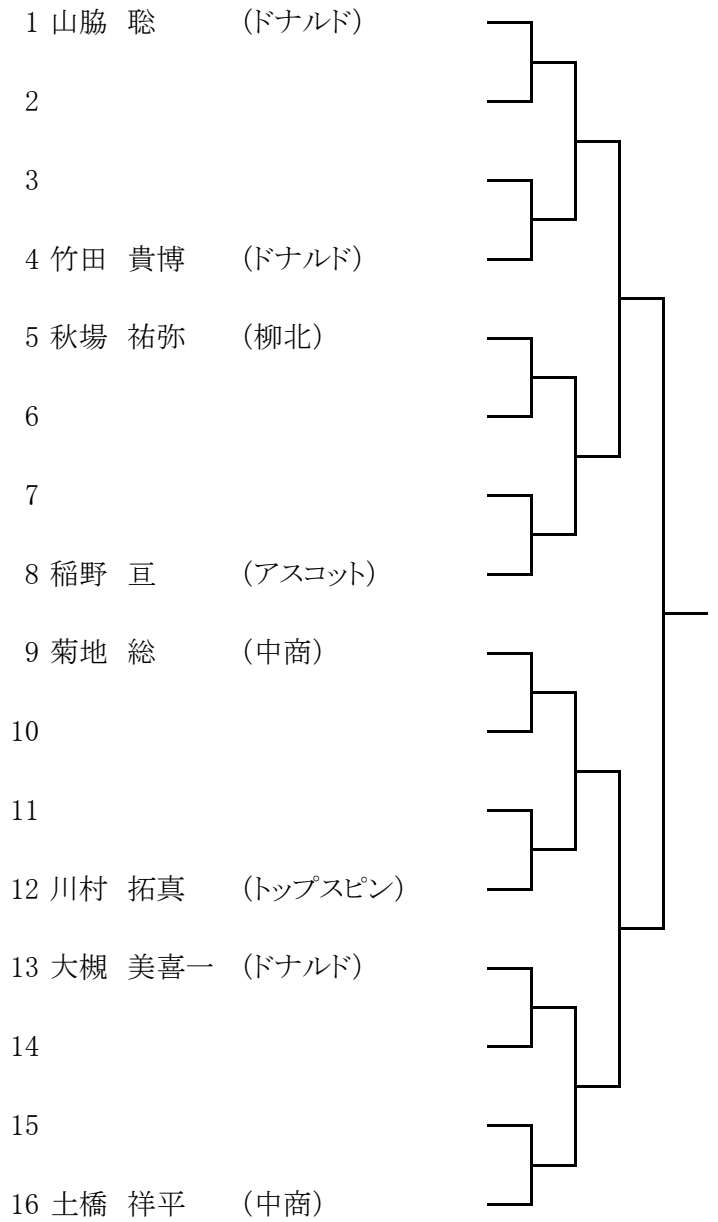 1 山脇 聡 (ドナルド)
2
3
4 竹田 貴博 (ドナルド)
5 秋場 祐弥 (柳北)
6
7
8 稲野 亘 (アスコット)
9 菊地 総 (中商)
10
11
12 川村 拓真 (トップスピン)
13 大槻 美喜一 (ドナルド)
14
15
16 土橋 祥平 (中商)